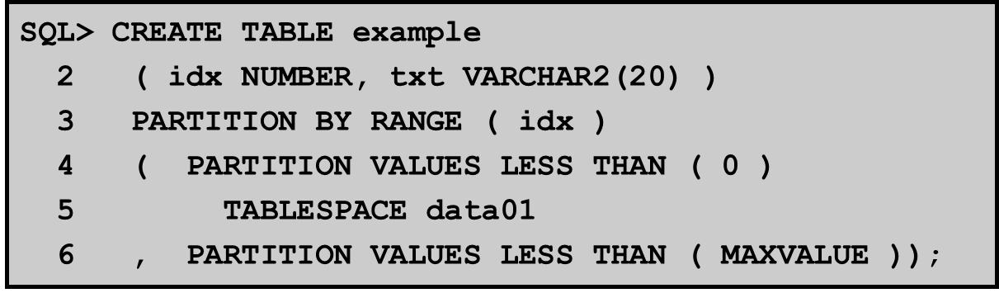 SQL> CREATE TABLE example
2 ( idx NUMBER, txt VARCHAR2(20) )
3 PARTITION BY RANGE ( idx )
4 ( PARTITION VALUES LESS THAN ( 0 )
5 TABLESPACE data01
6 , PARTITION VALUES LESS THAN ( MAXVALUE ));